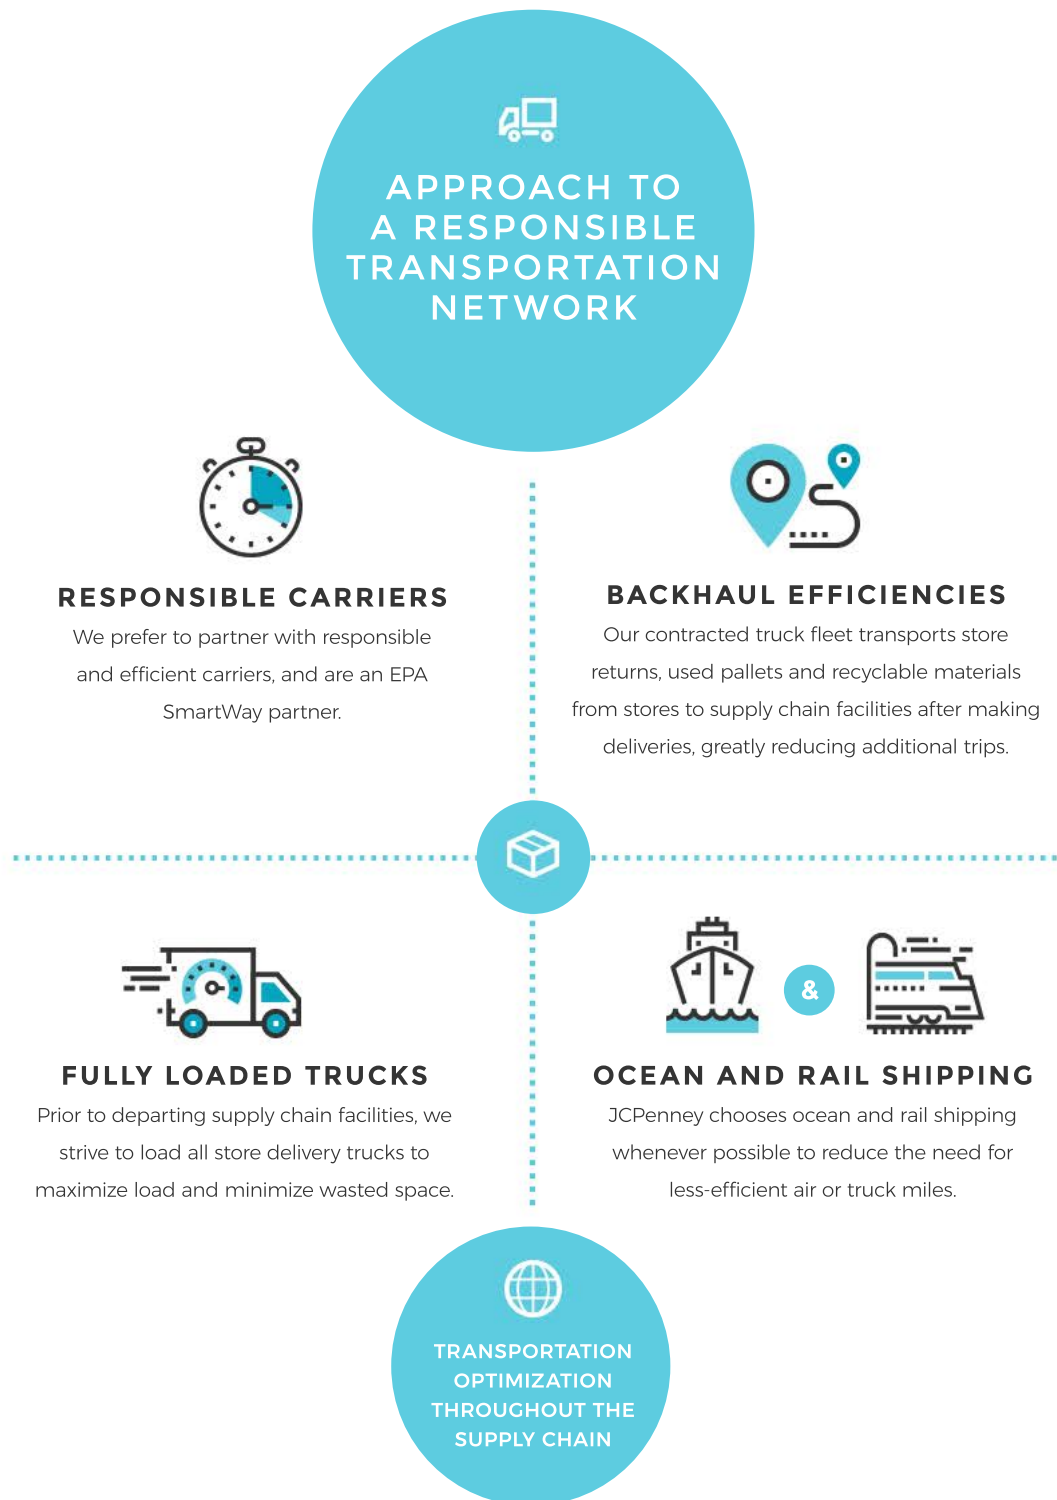 APPROACH TO
A RESPONSIBLE
TRANSPORTATION
NETWORK
RESPONSIBLE CARRIERS
We prefer to partner with responsible
and efficient carriers, and are an EPA
SmartWay partner.
BACKHAUL EFFICIENCIES
Our contracted truck fleet transports store
returns, used pallets and recyclable materials
from stores to supply chain facilities after making
deliveries, greatly reducing additional trips.
FULLY LOADED TRUCKS
Prior to departing supply chain facilities, we
strive to load all store delivery trucks to
maximize load and minimize wasted space.
&
OCEAN AND RAIL SHIPPING
JCPenney chooses ocean and rail shipping
whenever possible to reduce the need for
less-efficient air or truck miles.
TRANSPORTATION
OPTIMIZATION
THROUGHOUT THE
SUPPLY CHAIN